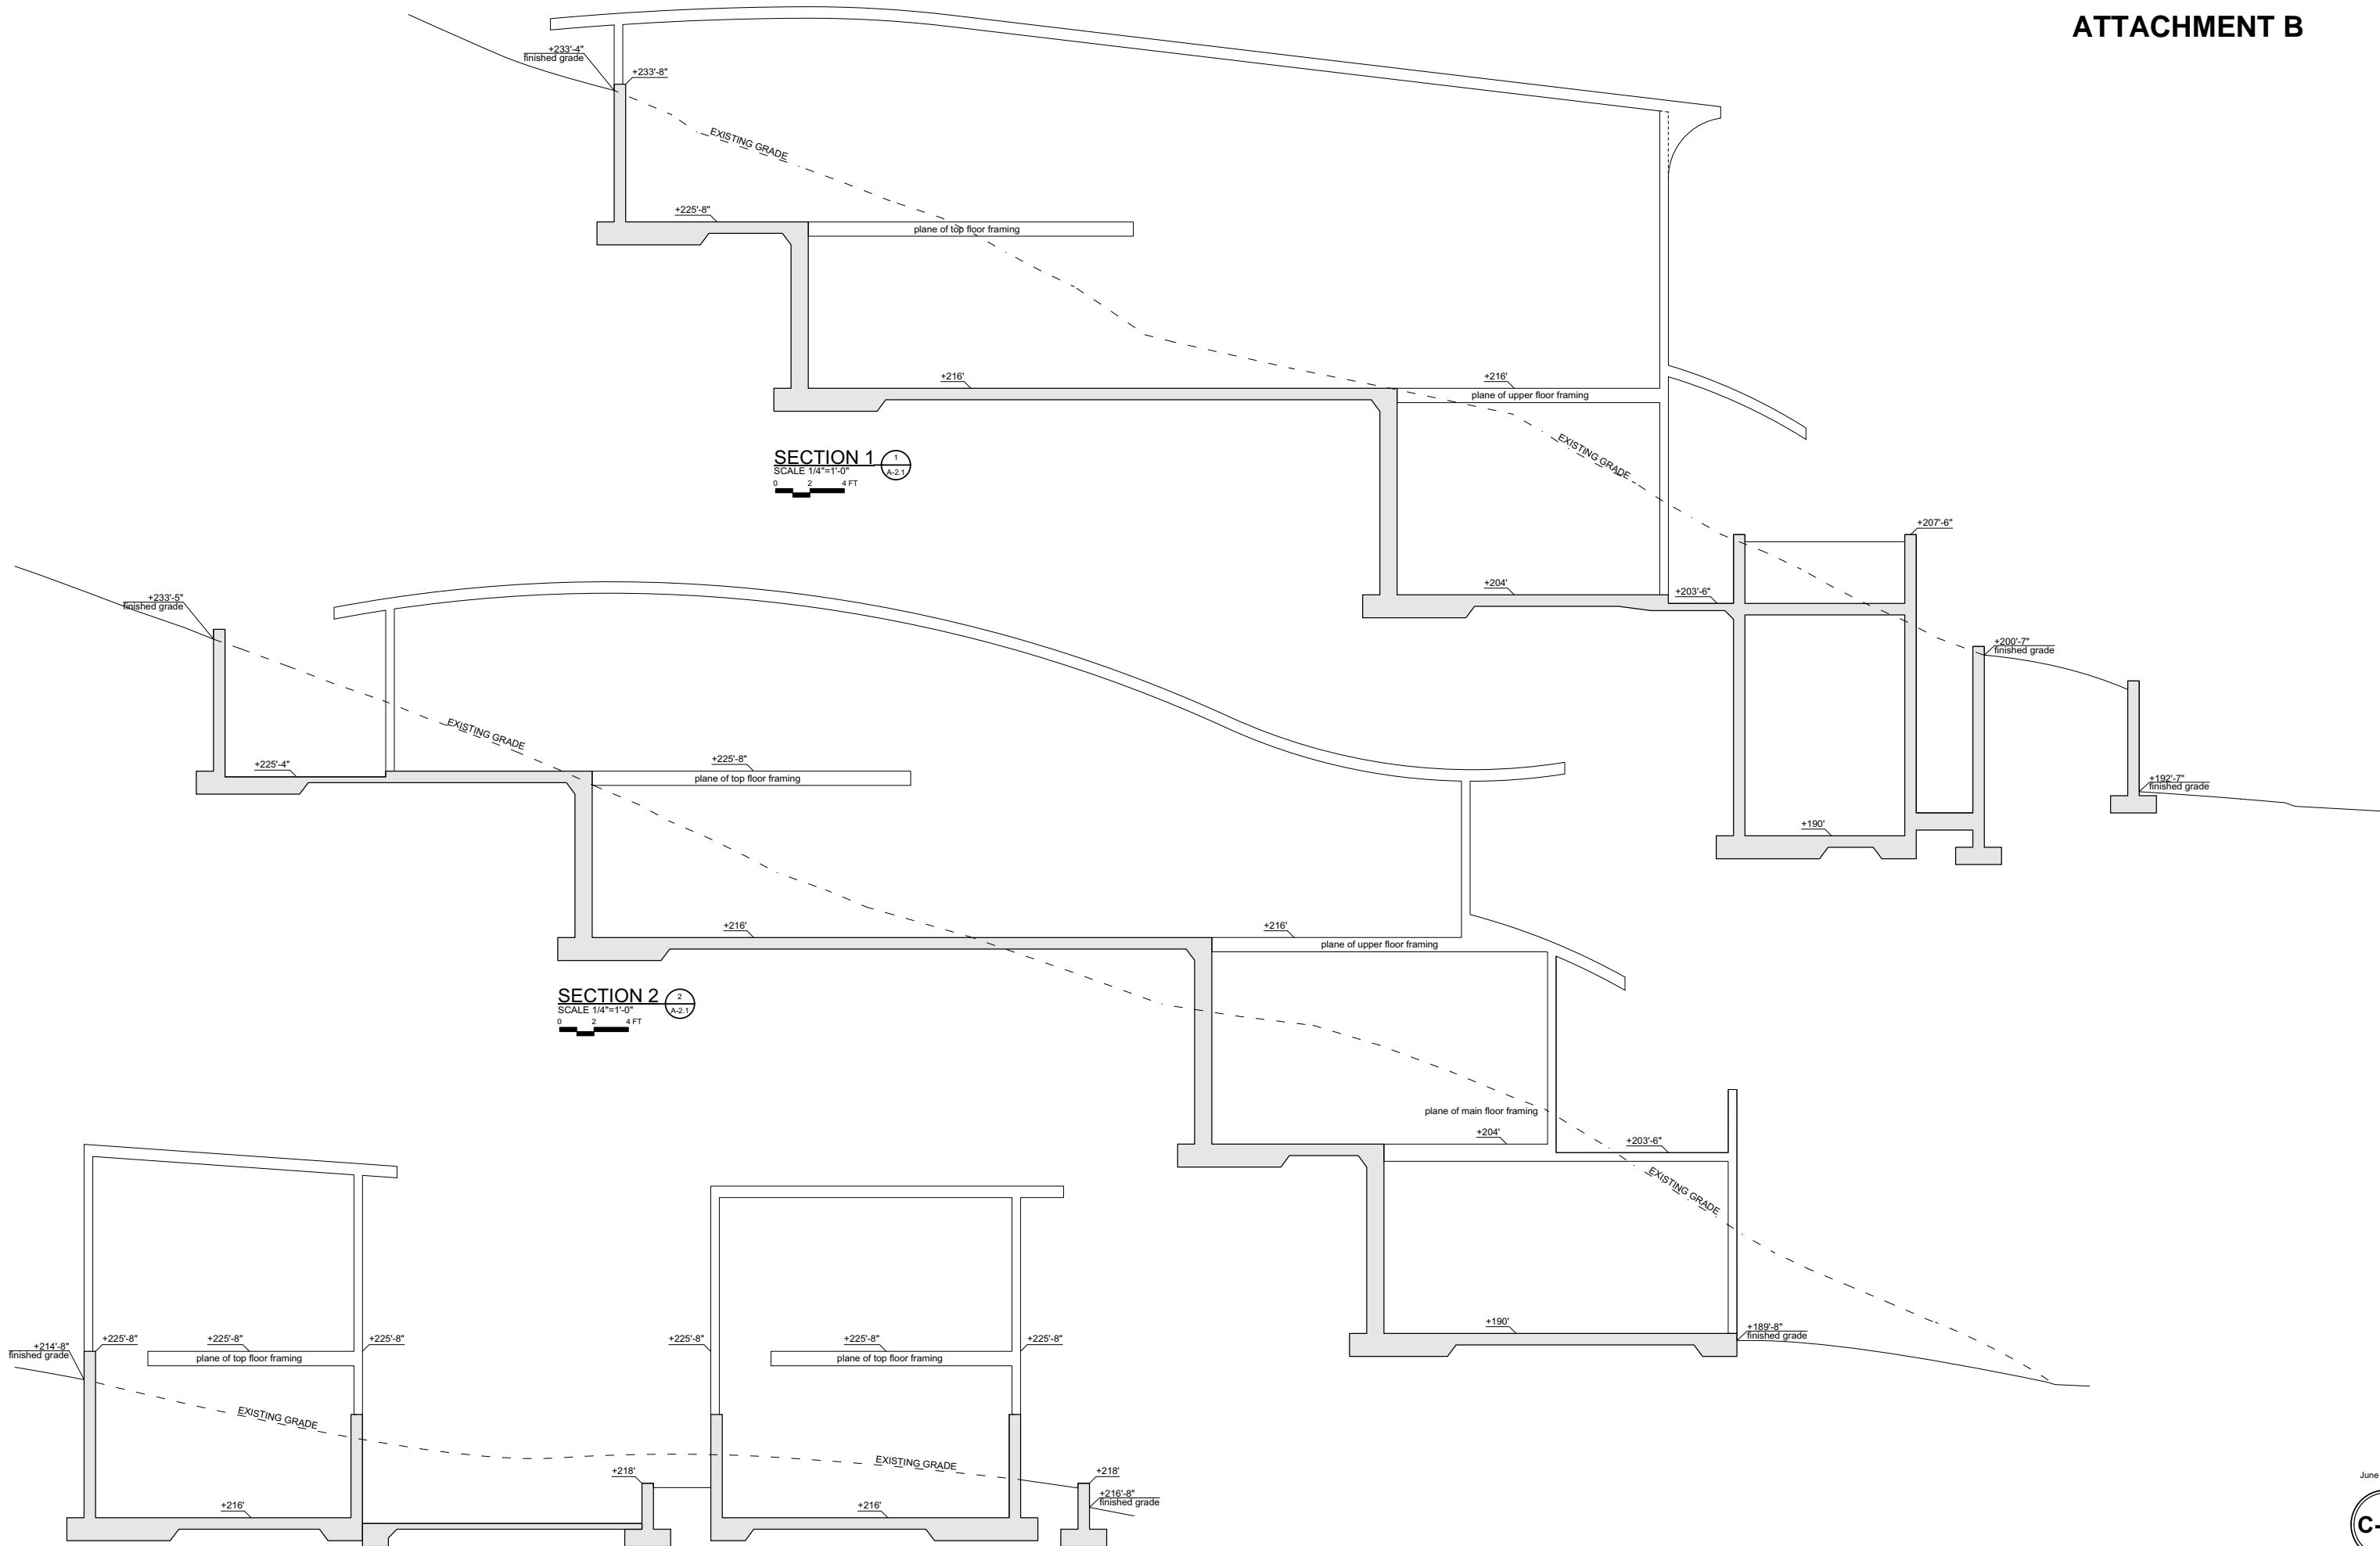 ATTACHMENT B
+233'-4"
finished grade
+233'-8"
EXISTING GRADE
+225'-8"
plane of top floor framing
+216'
+216'
plane of upper floor framing
EXISTING GRADE
SECTION 1
SCALE 1/4"=1'-0"
0 2 4 FT
1
A-2.1
+207'-6"
+204'
+203'-6"
+200'-7"
finished grade
+192'-7"
finished grade
+190'
+233'-5"
finished grade
EXISTING GRADE
+225'-4"
+225'-8"
plane of top floor framing
+216'
+216'
plane of upper floor framing
SECTION 2
SCALE 1/4"=1'-0"
0 2 4 FT
2
A-2.1
plane of main floor framing
+204'
+203'-6"
EXISTING GRADE
+190'
+189'-8"
finished grade
+214'-8"
finished grade
+225'-8"
+225'-8"
+225'-8"
plane of top floor framing
EXISTING GRADE
+216'
+218'
+225'-8"
+225'-8"
+225'-8"
plane of top floor framing
EXISTING GRADE
+216'
+218'
+216'-8"
finished grade
June
C-